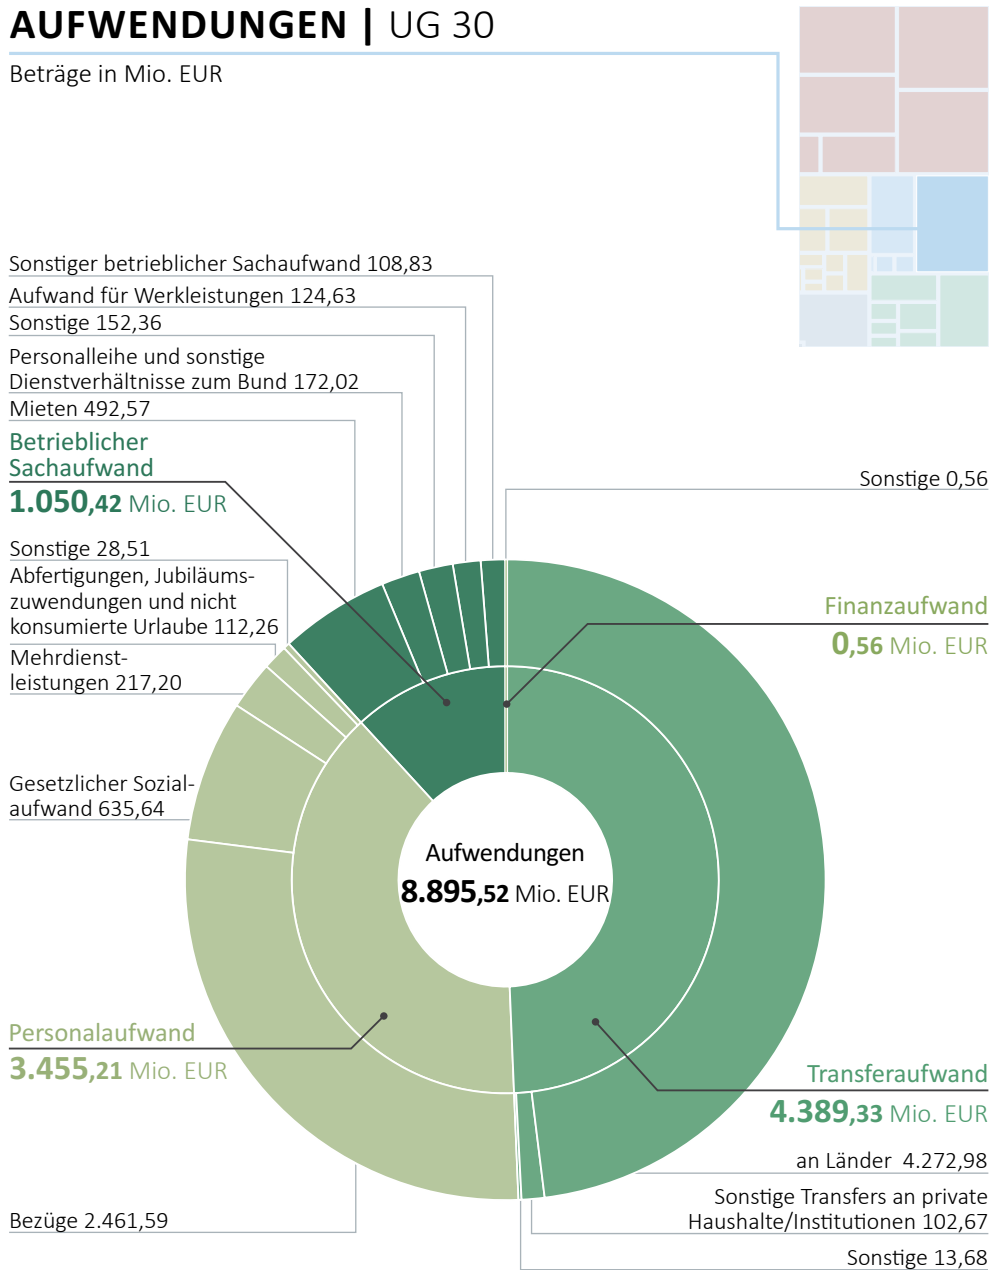 AUFWENDUNGEN | UG 30
Beträge in Mio. EUR
Sonstiger betrieblicher Sachaufwand 108,83
Aufwand für Werkleistungen 124,63
Sonstige 152,36
Personalleihe und sonstige
Dienstverhältnisse zum Bund 172,02
Mieten 492,57
Betrieblicher
Sachaufwand
1.050,42 Mio. EUR
Sonstige 28,51
Abfertigungen, Jubiläums-
zuwendungen und nicht
konsumierte Urlaube 112,26
Mehrdienst-
leistungen 217,20
Gesetzlicher Sozial-
aufwand 635,64
Personalaufwand
3.455,21 Mio. EUR
Bezüge 2.461,59
Aufwendungen
8.895,52 Mio. EUR
Sonstige 0,56
Finanzaufwand
0,56 Mio. EUR
Transferaufwand
4.389,33 Mio. EUR
an Länder 4.272,98
Sonstige Transfers an private
Haushalte/Institutionen 102,67
Sonstige 13,68